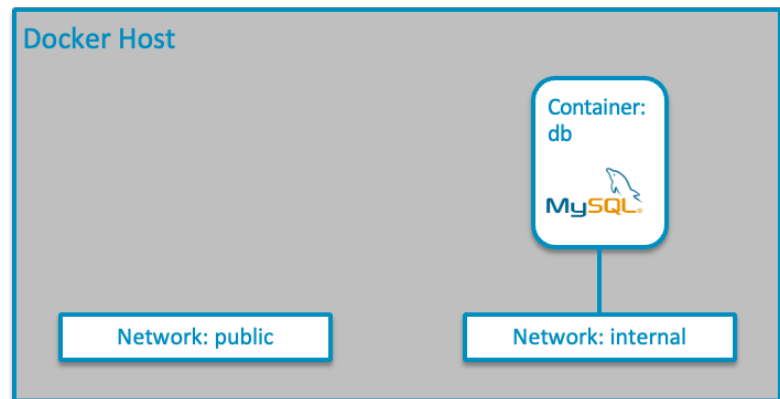 Docker Host
Container:
db
MySQL®
Network: public
Network: internal